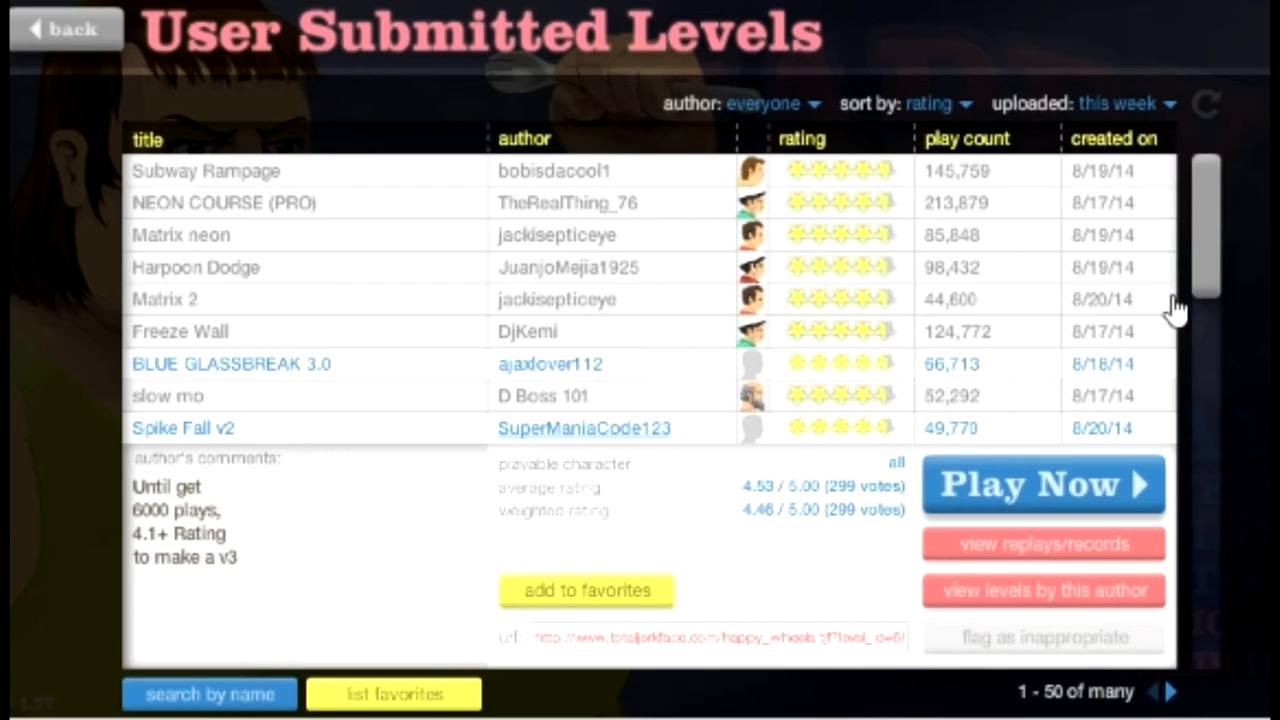 back
User Submitted Levels
author: everyone sort by: rating uploaded: this week
title author rating play count created on
Subway Rampage bobisdacool1 145,759 8/19/14
NEON COURSE (PRO) TheRealThing_76 213,879 8/17/14
Matrix neon jackisepticeye 85,848 8/19/14
Harpoon Dodge JuanjoMejia1925 98,432 8/19/14
Matrix 2 jackisepticeye 44,600 8/20/14
Freeze Wall DjKemi 124,772 8/17/14
BLUE GLASSBREAK 3.0 ajaxlover112 66,713 8/18/14
slow mo D Boss 101 52,292 8/17/14
Spike Fall v2 SuperManiaCode123 49,770 8/20/14
author's comments:
Until get
6000 plays,
4.1+ Rating
to make a v3
playable character all
average rating: 4.53 / 5.00 (299 votes)
weighted rating 4.46 / 5.00 (299 votes)
add to favorites
url:
Play Now
view replays/records
view levels by this author
flag as inappropriate
search by name list favorites 1 - 50 of many